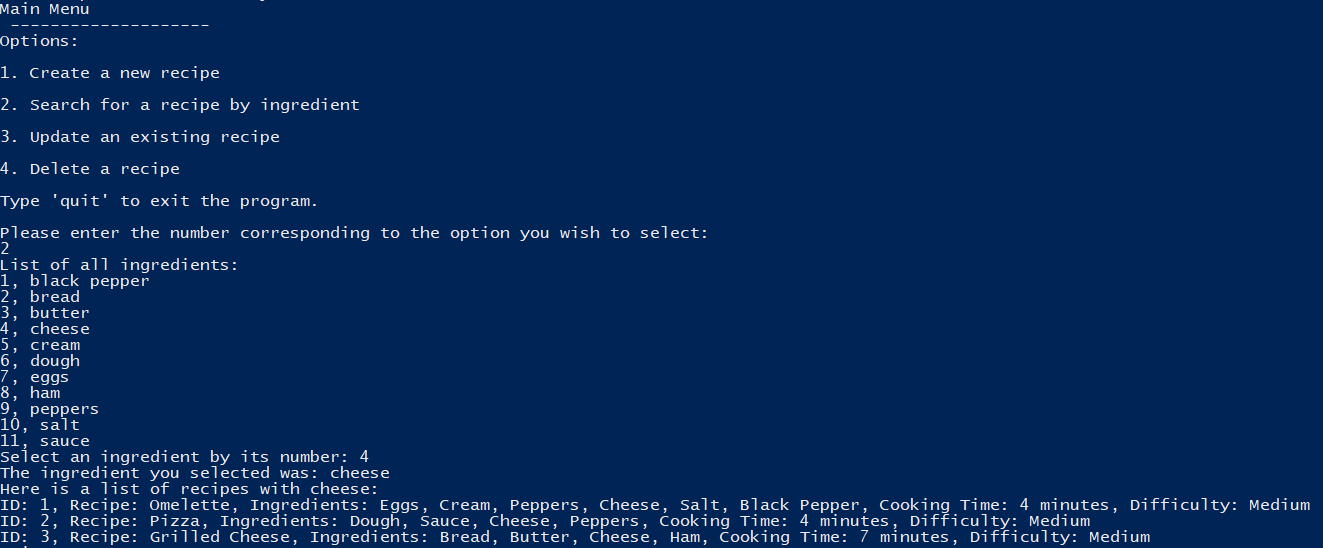 Main Menu
--------------------
Options:
1. Create a new recipe
2. Search for a recipe by ingredient
3. Update an existing recipe
4. Delete a recipe
Type 'quit' to exit the program.
Please enter the number corresponding to the option you wish to select:
2
List of all ingredients:
1, black pepper
2, bread
3, butter
4, cheese
5, cream
6, dough
7, eggs
8, ham
9, peppers
10, salt
11, sauce
Select an ingredient by its number: 4
The ingredient you selected was: cheese
Here is a list of recipes with cheese:
ID: 1, Recipe: Omelette, Ingredients: Eggs, Cream, Peppers, Cheese, Salt, Black Pepper, Cooking Time: 4 minutes, Difficulty: Medium
ID: 2, Recipe: Pizza, Ingredients: Dough, Sauce, Cheese, Peppers, Cooking Time: 4 minutes, Difficulty: Medium
ID: 3, Recipe: Grilled Cheese, Ingredients: Bread, Butter, Cheese, Ham, Cooking Time: 7 minutes, Difficulty: Medium